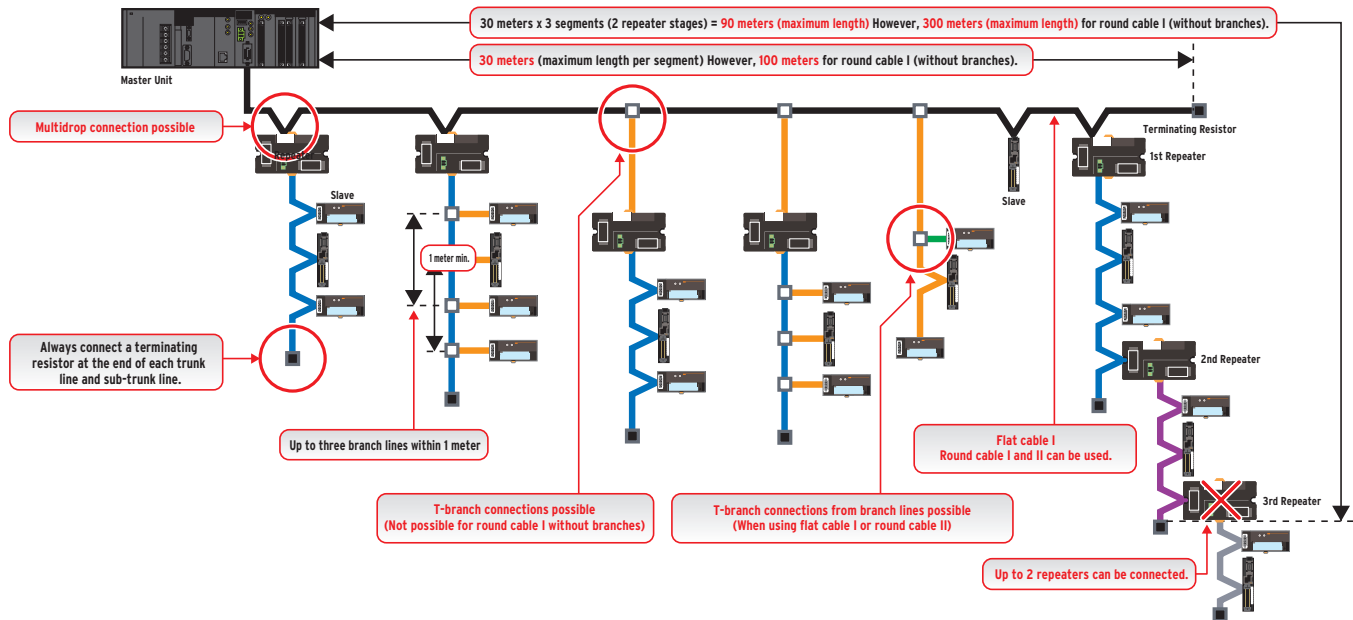 30 meters x 3 segments (2 repeater stages) = 90 meters (maximum length) However, 300 meters (maximum length) for round cable I (without branches).
30 meters (maximum length per segment) However, 100 meters for round cable I (without branches).
Master Unit
Multidrop connection possible
Repeater
Terminating Resistor
1st Repeater
Slave
Slave
1 meter min.
Always connect a terminating
resistor at the end of each trunk
line and sub-trunk line.
2nd Repeater
Up to three branch lines within 1 meter
Flat cable I
Round cable I and II can be used.
T-branch connections possible
(Not possible for round cable I without branches)
T-branch connections from branch lines possible
(When using flat cable I or round cable II)
3rd Repeater
Up to 2 repeaters can be connected.